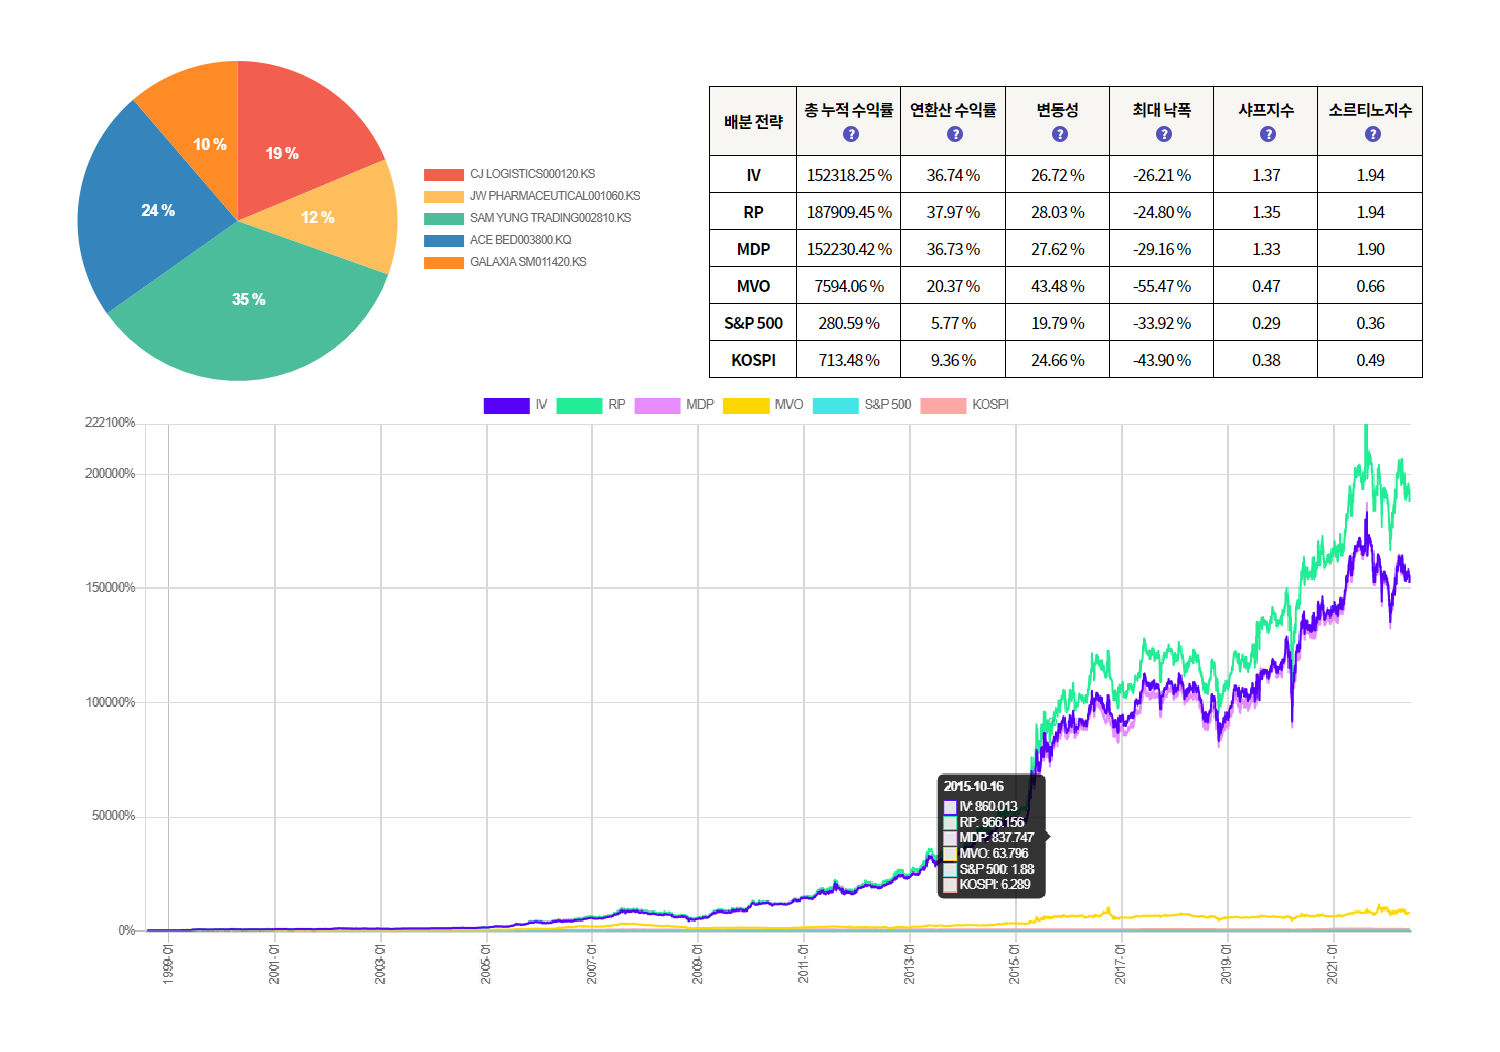 19 %
12 %
35 %
24 %
10 %
CJ LOGISTICS000120.KS
JW PHARMACEUTICAL001060.KS
SAM YUNG TRADING002810.KS
ACE BED003800.KQ
GALAXIA SM011420.KS
배분 전략 총 누적 수익률 ? 연환산 수익률 ? 변동성 ? 최대 낙폭 ? 샤프지수 ? 소르티노지수 ?
IV 152318.25 % 36.74 % 26.72 % -26.21 % 1.37 1.94
RP 187909.45 % 37.97 % 28.03 % -24.80 % 1.35 1.94
MDP 152230.42 % 36.73 % 27.62 % -29.16 % 1.33 1.90
MVO 7594.06 % 20.37 % 43.48 % -55.47 % 0.47 0.66
S&P 500 280.59 % 5.77 % 19.79 % -33.92 % 0.29 0.36
KOSPI 713.48 % 9.36 % 24.66 % -43.90 % 0.38 0.49
IV RP MDP MVO S&P 500 KOSPI
222100%
200000%
150000%
100000%
50000%
0%
2015-10-16
IV: 860.013
RP: 966.156
MDP: 837.747
MVO: 63.796
S&P 500: 1.88
KOSPI: 6.289
1999-01 2001-01 2003-01 2005-01 2007-01 2009-01 2011-01 2013-01 2015-01 2017-01 2019-01 2021-01